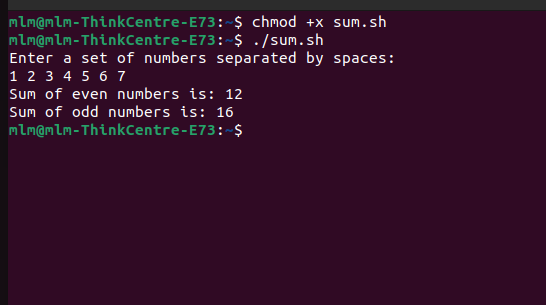 mlm@mlm-ThinkCentre-E73:~$ chmod +x sum.sh
mlm@mlm-ThinkCentre-E73:~$ ./sum.sh
Enter a set of numbers separated by spaces:
1 2 3 4 5 6 7
Sum of even numbers is: 12
Sum of odd numbers is: 16
mlm@mlm-ThinkCentre-E73:~$